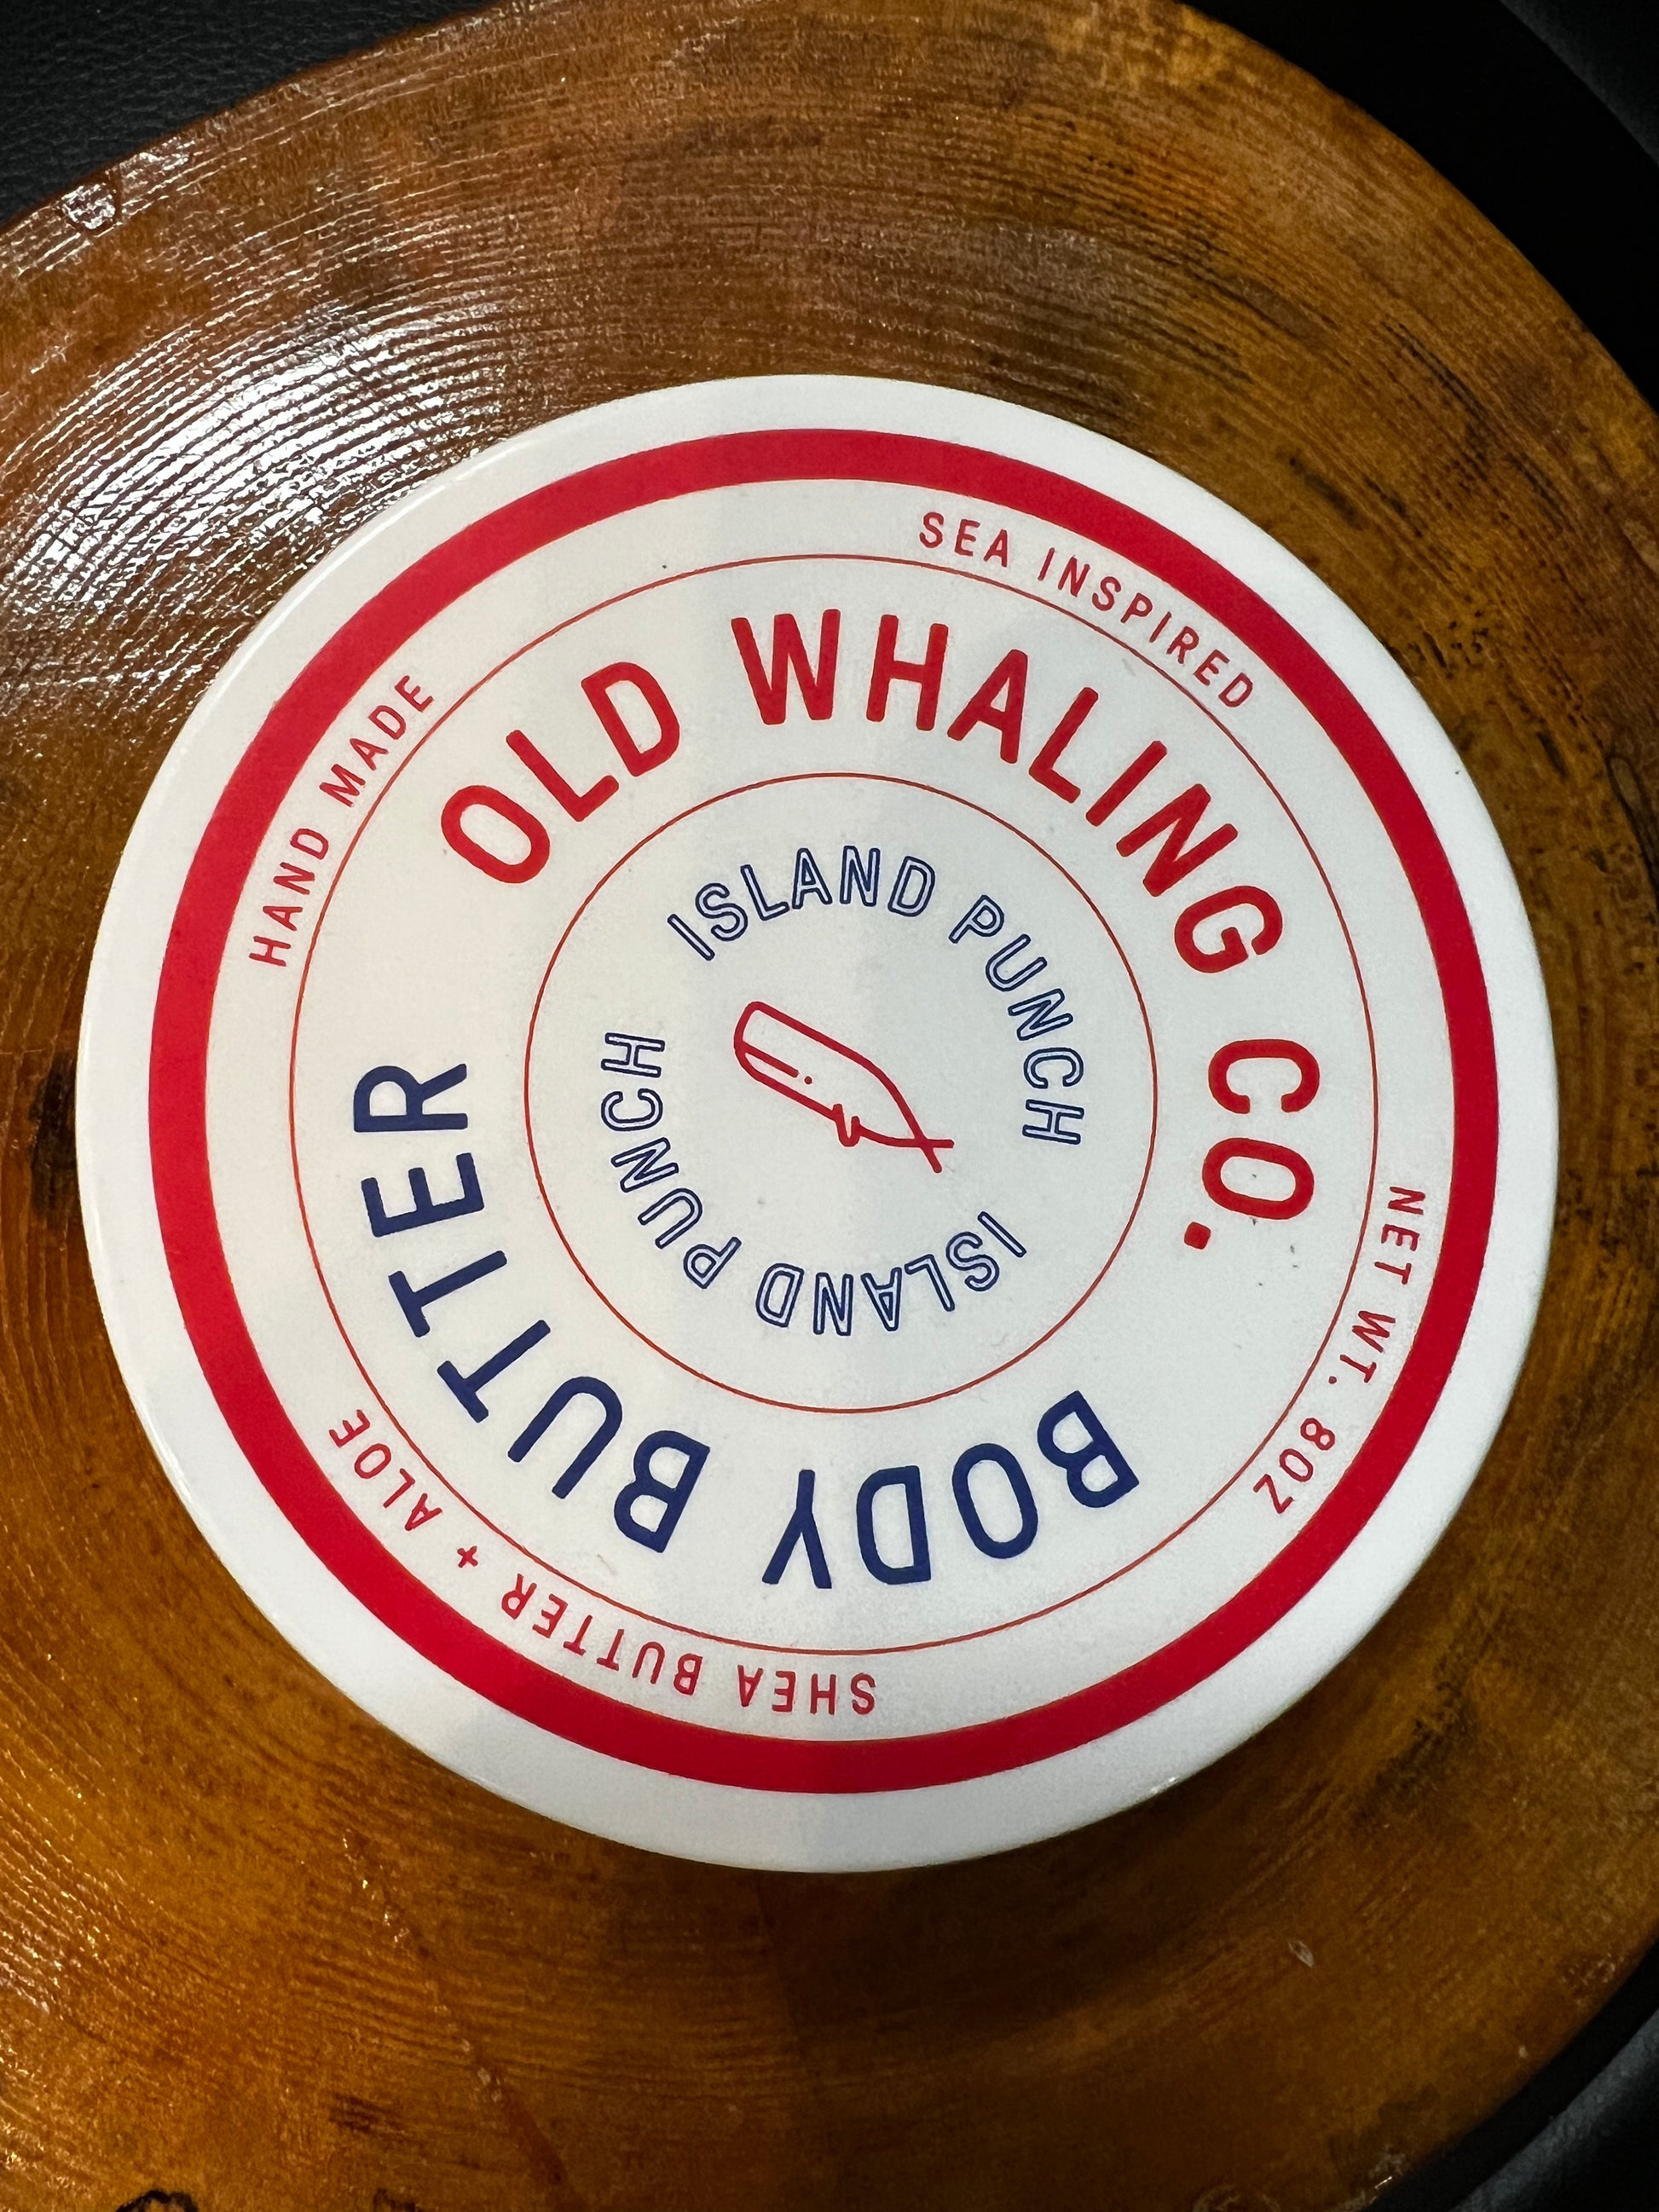 HAND MADE
SEA INSPIRED
NET WT. 8OZ
SHEA BUTTER + ALOE
OLD WHALING CO.
BODY BUTTER
ISLAND PUNCH
ISLAND PUNCH